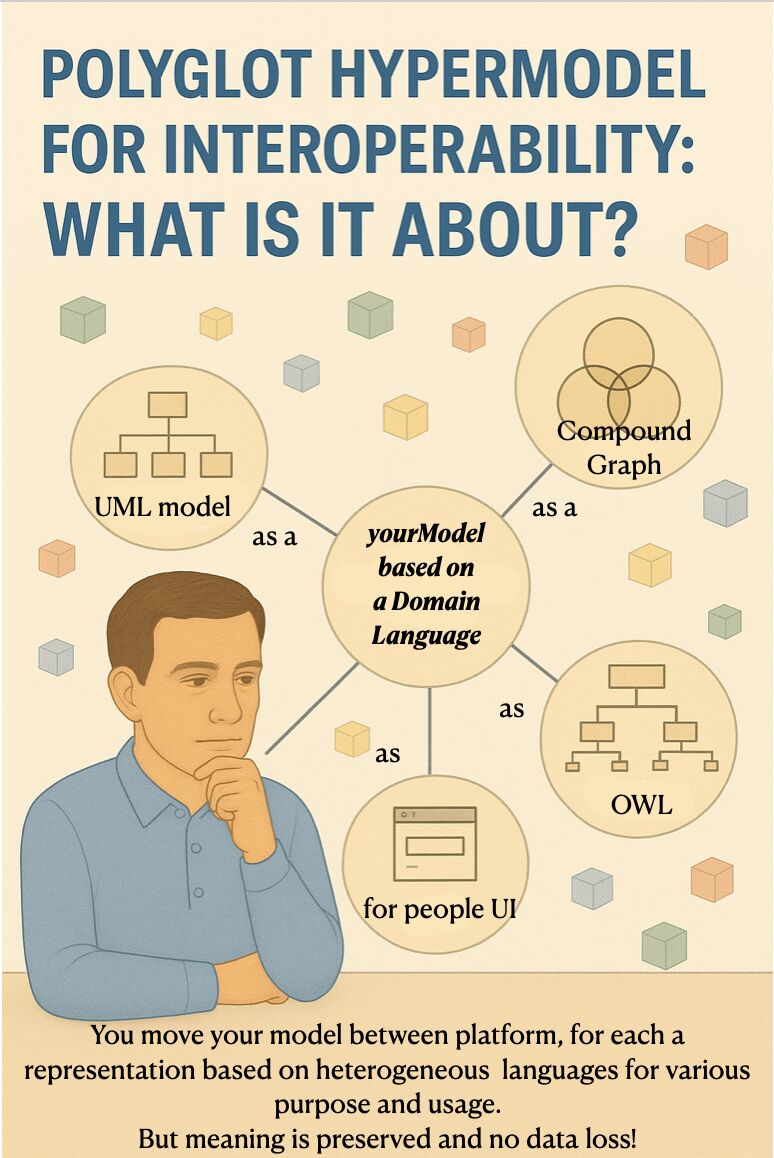 POLYGLOT HYPERMODEL
FOR INTEROPERABILITY:
WHAT IS IT ABOUT?
Compound
Graph
UML model
as a
as a
yourModel
based on
a Domain
Language
as
as
OWL
for people UI
You move your model between platform, for each a
representation based on heterogeneous languages for various
purpose and usage.
But meaning is preserved and no data loss!